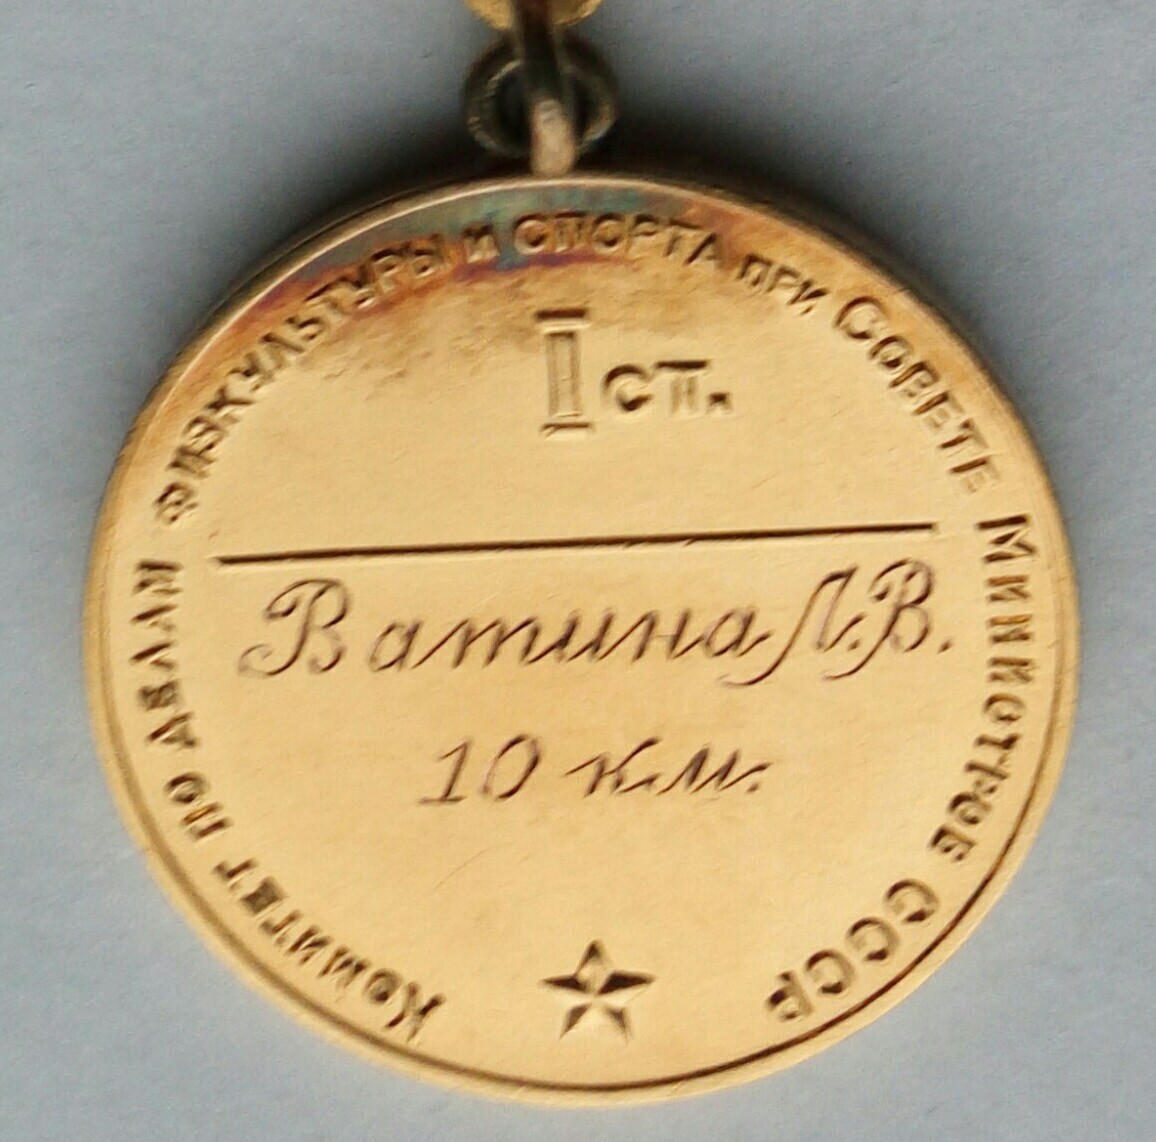 Комитет по делам физкультуры и спорта при Совете Министров СССР
I ст.
Ватина Л.В.
10 км.